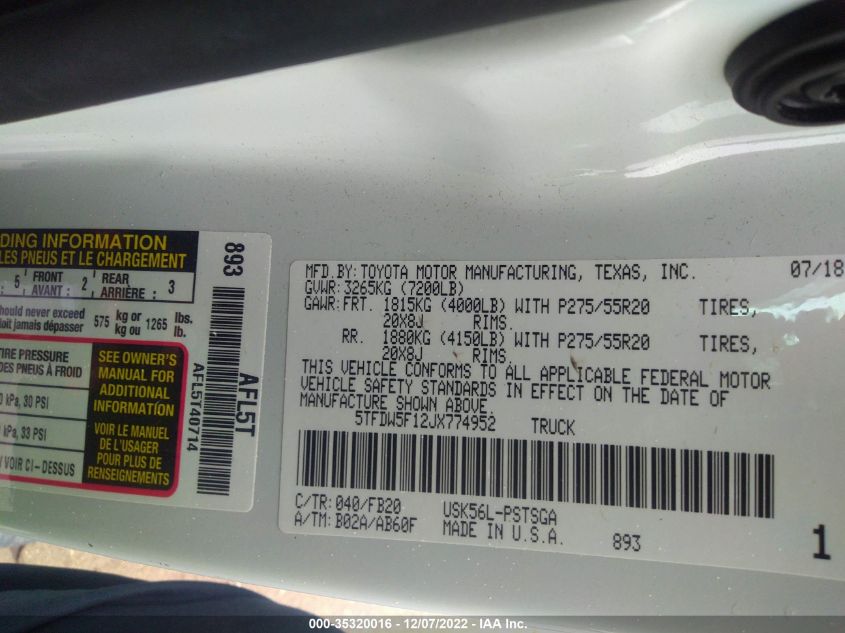 DING INFORMATION
LES PNEUS ET LE CHARGEMENT
: 5 FRONT : 2 REAR : 3
AVANT ARRIÈRE
hould never exceed 575 kg or 1265 lbs.
doit jamais dépasser kg ou lb.
TIRE PRESSURE
DES PNEUS À FROID
kPa, 30 PSI
kPa, 33 PSI
VOIR CI-DESSUS
SEE OWNER'S
MANUAL FOR
ADDITIONAL
INFORMATION
VOIR LE MANUEL
DE L'USAGER
POUR PLUS DE
RENSEIGNEMENTS
893
AFL5T
AFL5T40714
MFD.BY: TOYOTA MOTOR MANUFACTURING, TEXAS, INC. 07/18
GVWR: 3265KG (7200LB)
GAWR: FRT. 1815KG (4000LB) WITH P275/55R20 TIRES,
20X8J RIMS.
RR. 1880KG (4150LB) WITH P275/55R20 TIRES,
20X8J RIMS.
THIS VEHICLE CONFORMS TO ALL APPLICABLE FEDERAL MOTOR
VEHICLE SAFETY STANDARDS IN EFFECT ON THE DATE OF
MANUFACTURE SHOWN ABOVE.
5TFDW5F12JX774952 TRUCK
C/TR: 040/FB20 USK56L-PSTSGA
A/TM: B02A/AB60F MADE IN U.S.A. 893 1
000-35320016 - 12/07/2022 - IAA Inc.